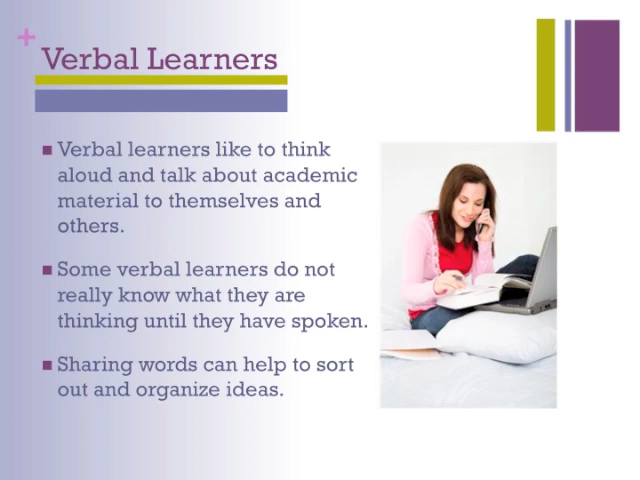 +
Verbal Learners
■ Verbal learners like to think
aloud and talk about academic
material to themselves and
others.
■ Some verbal learners do not
really know what they are
thinking until they have spoken.
■ Sharing words can help to sort
out and organize ideas.